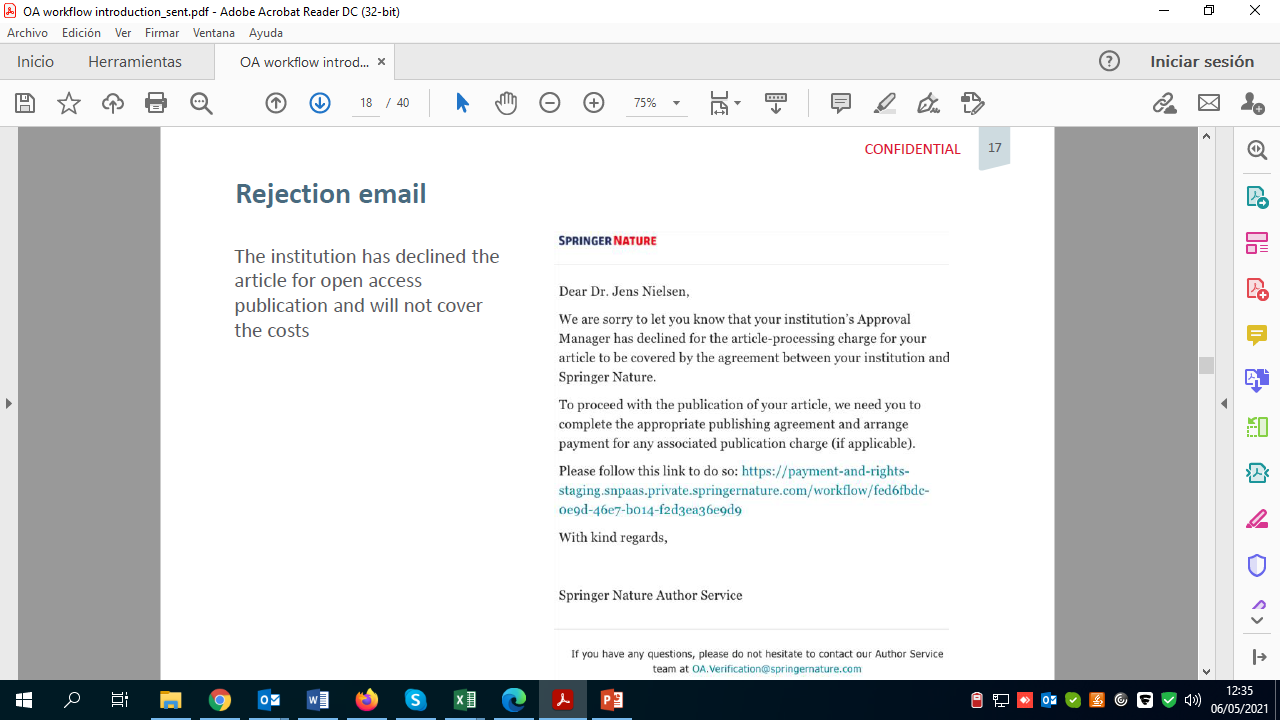 OA workflow introduction_sent.pdf - Adobe Acrobat Reader DC (32-bit)
Archivo Edición Ver Firmar Ventana Ayuda
Inicio Herramientas OA workflow introd... × Iniciar sesión
18 / 40 75%
CONFIDENTIAL 17
Rejection email
The institution has declined the
article for open access
publication and will not cover
the costs
SPRINGER NATURE
Dear Dr. Jens Nielsen,
We are sorry to let you know that your institution's Approval
Manager has declined for the article-processing charge for your
article to be covered by the agreement between your institution and
Springer Nature.
To proceed with the publication of your article, we need you to
complete the appropriate publishing agreement and arrange
payment for any associated publication charge (if applicable).
Please follow this link to do so: https://payment-and-rights-
staging.snpaas.private.springernature.com/workflow/fed6fbdc-
0e9d-46e7-b014-f2d3ea36e9d9
With kind regards,
Springer Nature Author Service
If you have any questions, please do not hesitate to contact our Author Service
team at OA.Verification@springernature.com
12:35
06/05/2021